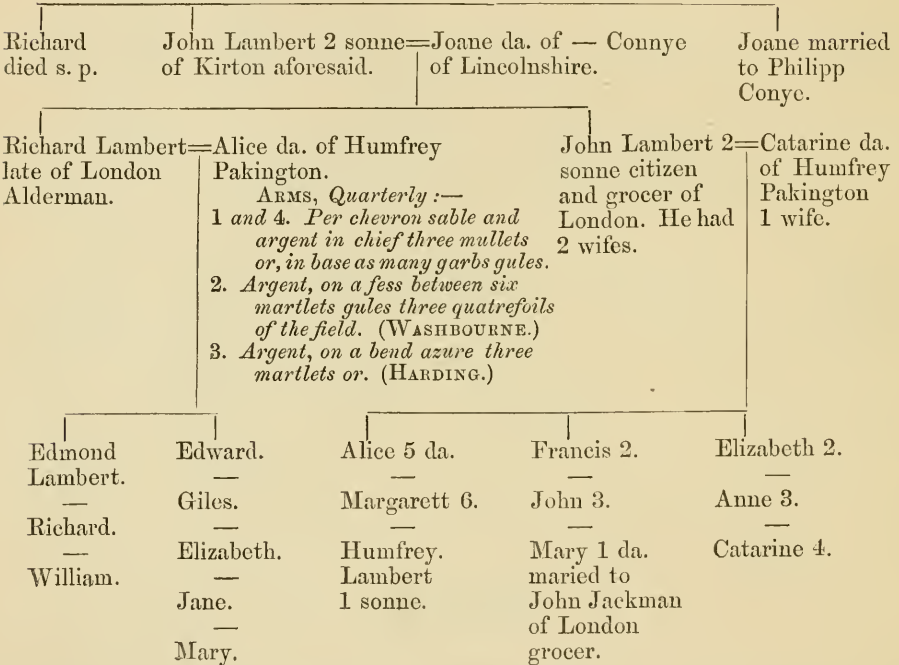 Richard
died s. p.
John Lambert 2 sonne=Joane da. of — Connye
of Kirton aforesaid.
of Lincolnshire.
Joane married
to Philipp
Conye.
Richard Lambert=Alice da. of Humfrey
late of London
Alderman.
Pakington.
ARMS, Quarterly :—
1 and 4. Per chevron sable and
argent in chief three mullets
or, in base as many garbs gules.
2. Argent, on a fess between six
martlets gules three quatrefoils
of the field. (WASHBOURNE.)
3. Argent, on a bend azure three
martlets or. (HARDING.)
John Lambert 2=Catarine da.
sonne citizen
and grocer of
London. He had
2 wifes.
of Humfrey
Pakington
1 wife.
Edmond
Lambert.
—
Richard.
—
William.
Edward.
—
Giles.
—
Elizabeth.
—
Jane.
—
Mary.
Alice 5 da.
—
Margarett 6.
—
Humfrey.
Lambert
1 sonne.
Francis 2.
—
John 3.
—
Mary 1 da.
maried to
John Jackman
of London
grocer.
Elizabeth 2.
—
Anne 3.
—
Catarine 4.